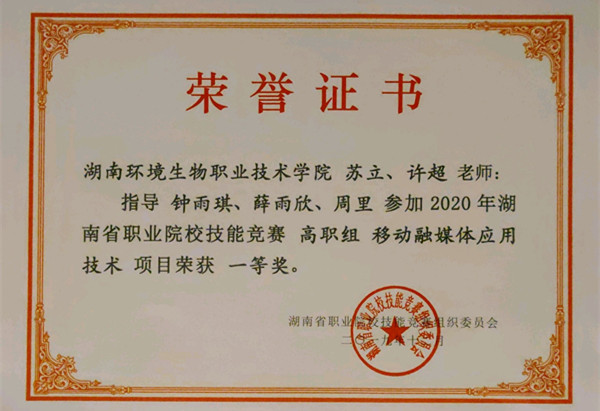 荣誉证书
湖南环境生物职业技术学院 苏立、许超 老师：
指导 钟雨琪、薛雨欣、周里 参加 2020 年湖
南省职业院校技能竞赛 高职组 移动融媒体应用
技术 项目荣获 一等奖。
湖南省职业院校技能竞赛组织委员会